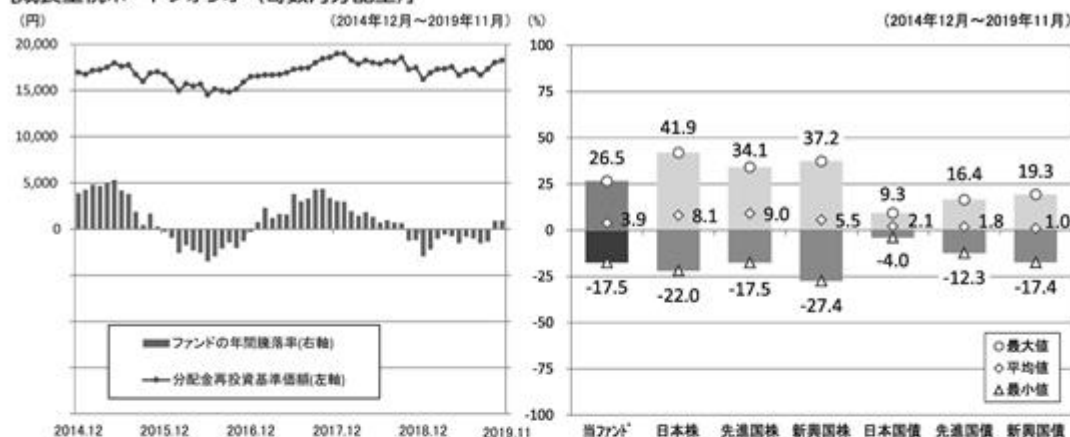 (円)
(2014年12月～2019年11月)
20,000
15,000
10,000
5,000
0
ファンドの年間騰落率(右軸)
分配金再投資基準価額(左軸)
2014.12 2015.12 2016.12 2017.12 2018.12 2019.11
(%)
(2014年12月～2019年11月)
100
75
50
25
0
-25
-50
-75
-100
26.5 41.9 34.1 37.2 9.3 16.4 19.3
3.9 8.1 9.0 5.5 2.1 1.8 1.0
-17.5 -22.0 -17.5 -27.4 -4.0 -12.3 -17.4
最大値
平均値
最小値
当ファンド 日本株 先進国株 新興国株 日本国債 先進国債 新興国債